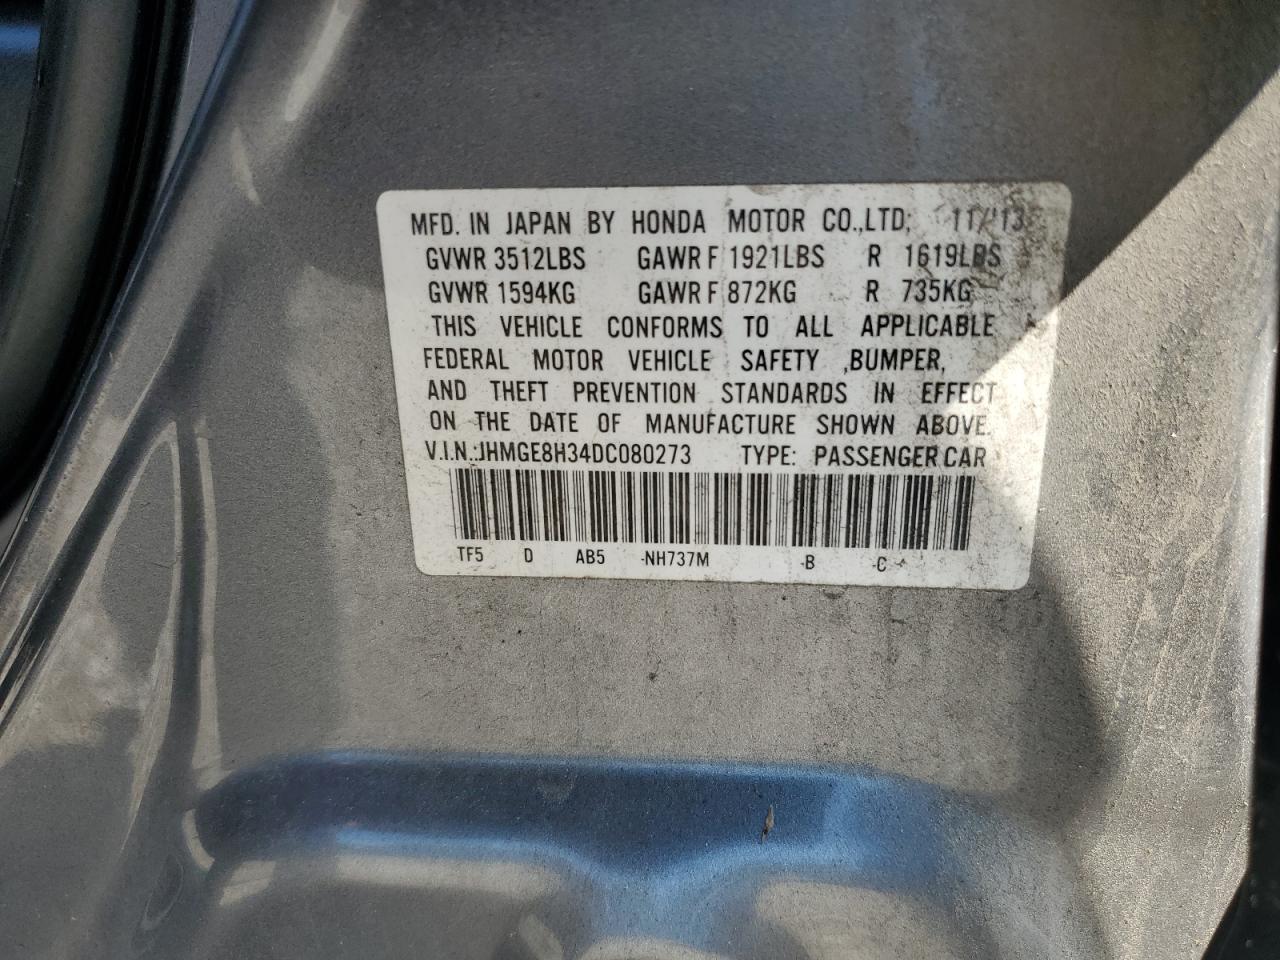 MFD. IN JAPAN BY HONDA MOTOR CO.,LTD; 11/13
GVWR 3512LBS GAWR F 1921LBS R 1619LBS
GVWR 1594KG GAWR F 872KG R 735KG
THIS VEHICLE CONFORMS TO ALL APPLICABLE
FEDERAL MOTOR VEHICLE SAFETY ,BUMPER,
AND THEFT PREVENTION STANDARDS IN EFFECT
ON THE DATE OF MANUFACTURE SHOWN ABOVE.
V.I.N.:JHMGE8H34DC080273 TYPE: PASSENGER CAR
TF5 D AB5 -NH737M -B -C